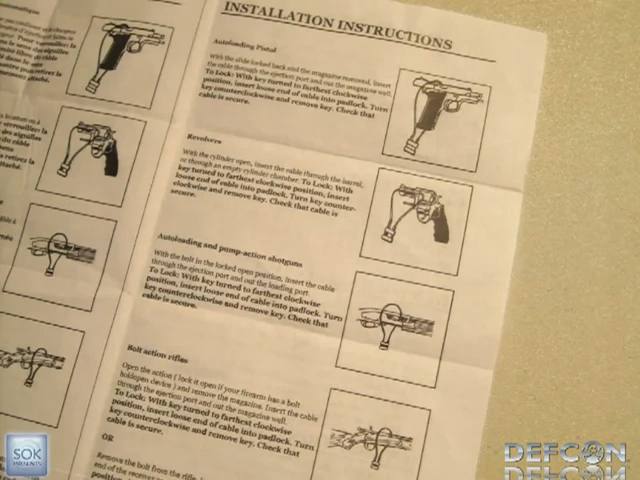 INSTALLATION INSTRUCTIONS
Autoloading Pistol
With the slide locked back and the magazine removed, insert
the cable through the ejection port and out the magazine well.
To Lock: With key turned to farthest clockwise
position, insert loose end of cable into padlock. Turn
key counterclockwise and remove key. Check that
cable is secure.
Revolvers
With the cylinder open, insert the cable through the barrel,
or through an empty cylinder chamber. To Lock: With
key turned to farthest clockwise position, insert
loose end of cable into padlock. Turn key counter-
clockwise and remove key. Check that cable is
secure.
Autoloading and pump-action shotguns
With the bolt in the locked open position, insert the cable
through the ejection port and out the loading port
To Lock: With key turned to farthest clockwise
position, insert loose end of cable into padlock. Turn
key counterclockwise and remove key. Check that
cable is secure.
Bolt action rifles
Open the action ( lock it open if your firearm has a bolt
holdopen device ) and remove the magazine. Insert the cable
through the ejection port and out the magazine well.
To Lock: With key turned to farthest clockwise
position, insert loose end of cable into padlock. Turn
key counterclockwise and remove key. Check that
cable is secure.
OR
Remove the bolt from the rifle,
end of the receiver
SOK
PRESENTS
DEFCON